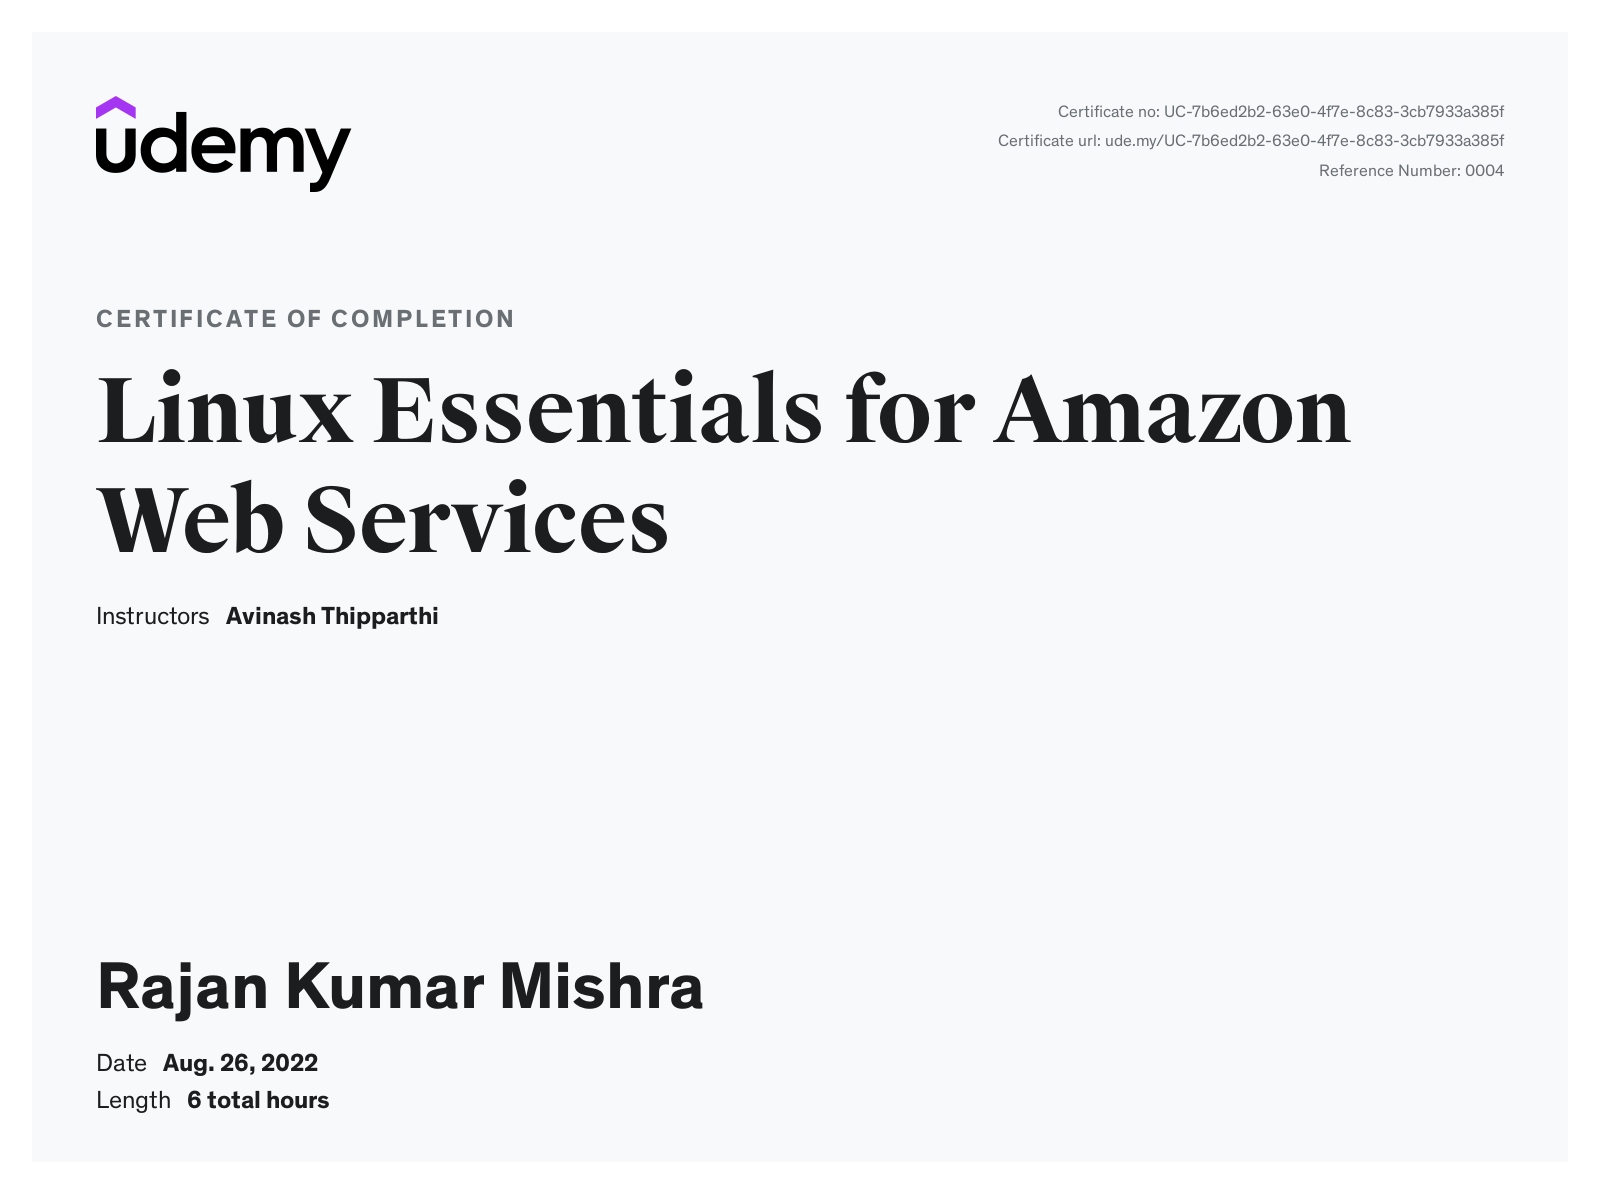 udemy
Certificate no: UC-7b6ed2b2-63e0-4f7e-8c83-3cb7933a385f
Certificate url: ude.my/UC-7b6ed2b2-63e0-4f7e-8c83-3cb7933a385f
Reference Number: 0004
CERTIFICATE OF COMPLETION
Linux Essentials for Amazon
Web Services
Instructors Avinash Thipparthi
Rajan Kumar Mishra
Date Aug. 26, 2022
Length 6 total hours